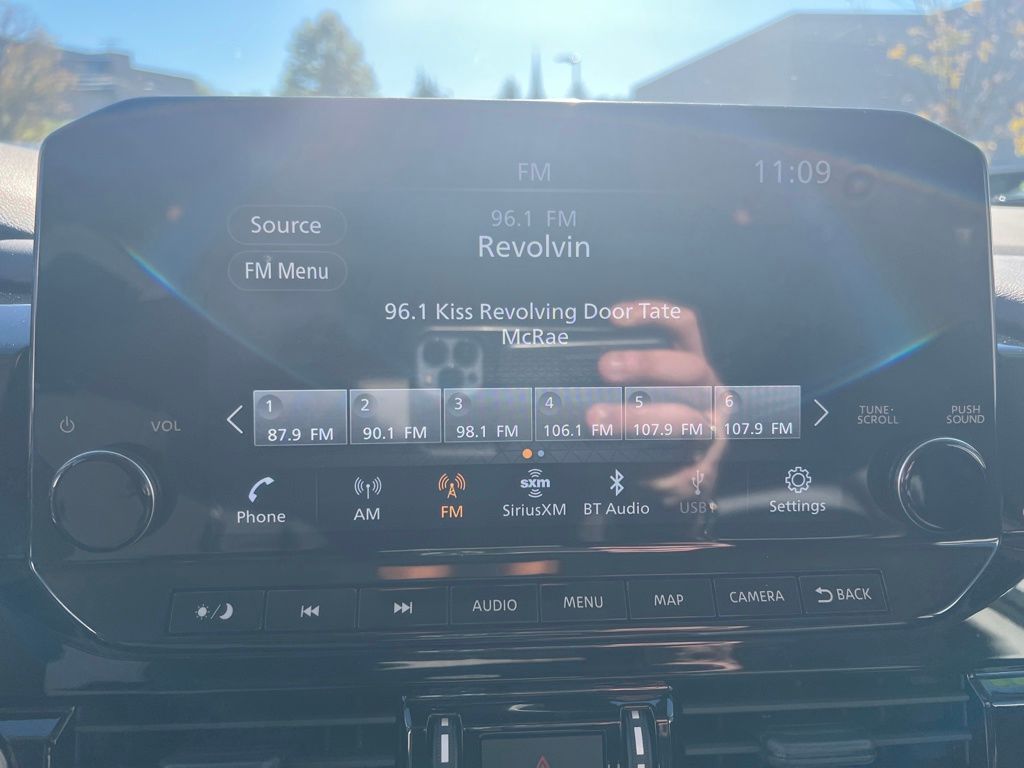 FM
11:09
96.1 FM
Source
Revolvin
FM Menu
96.1 Kiss Revolving Door Tate
McRae
1 2 3 4 5 6
87.9 FM 90.1 FM 98.1 FM 106.1 FM 107.9 FM 107.9 FM
VOL
TUNE·
SCROLL
PUSH
SOUND
sxm
Phone AM FM SiriusXM BT Audio USB Settings
AUDIO MENU MAP CAMERA BACK